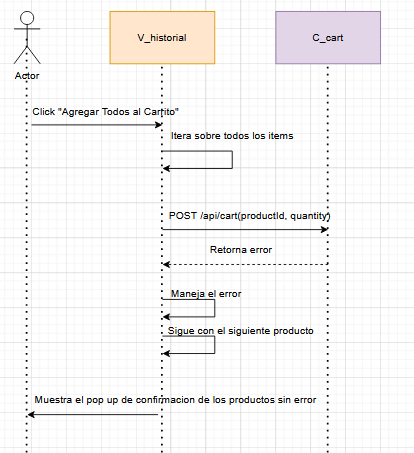 V_historial
C_cart
Actor
Click "Agregar Todos al Carrito"
Itera sobre todos los items
POST /api/cart(productId, quantity)
Retorna error
Maneja el error
Sigue con el siguiente producto
Muestra el pop up de confirmacion de los productos sin error